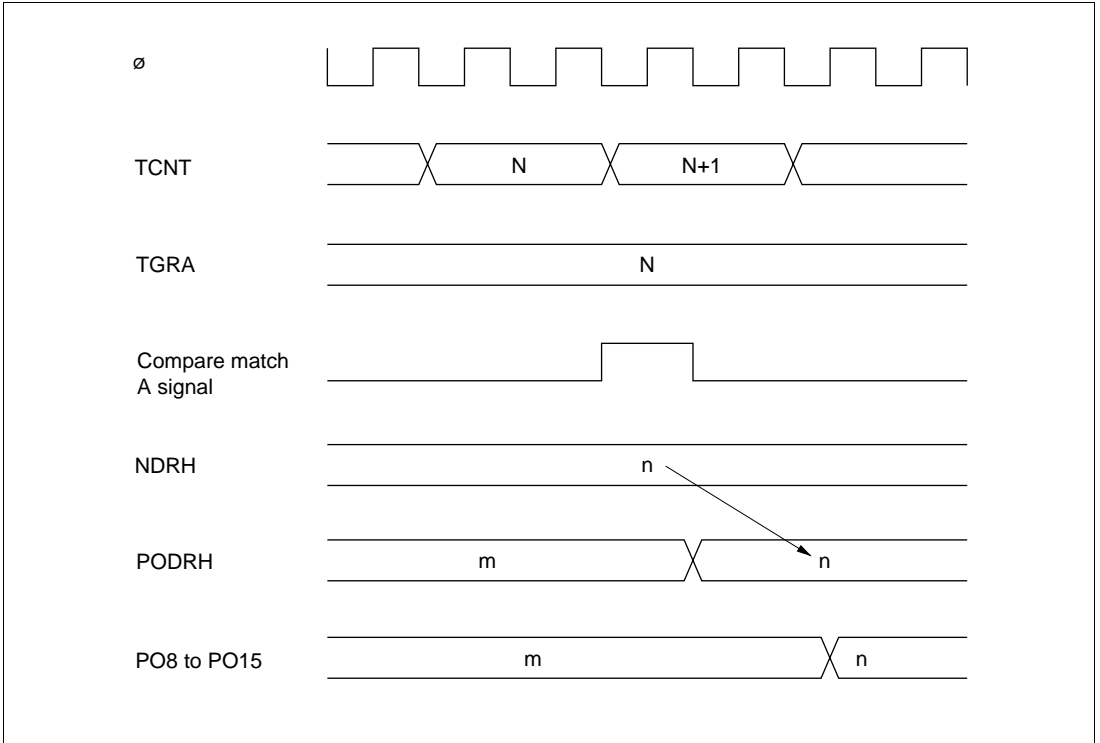 ø
TCNT N N+1
TGRA N
Compare match
A signal
NDRH n
PODRH m n
PO8 to PO15 m n